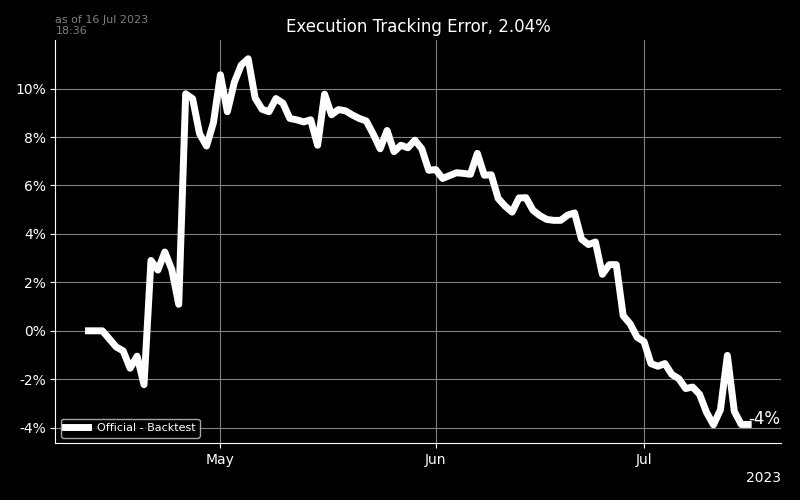 as of 16 Jul 2023
18:36
Execution Tracking Error, 2.04%
10%
8%
6%
4%
2%
0%
-2%
-4%
-4%
Official - Backtest
May
Jun
Jul
2023